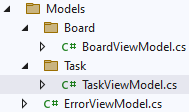 Models
Board
C# BoardViewModel.cs
Task
C# TaskViewModel.cs
C# ErrorViewModel.cs